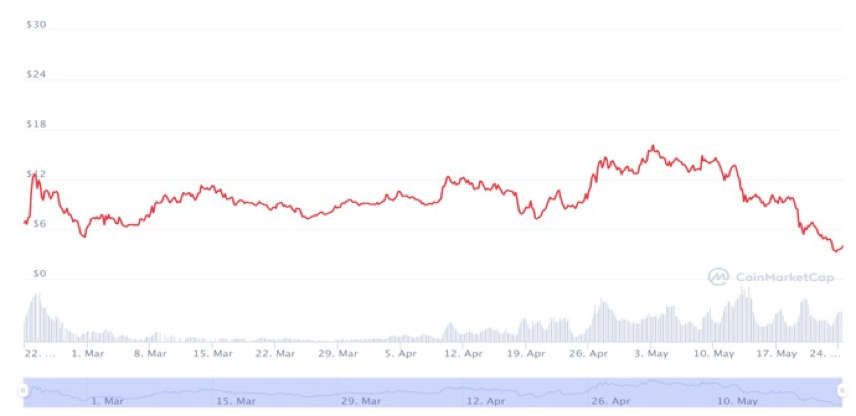 $30
$24
$18
$12
$6
$0
CoinMarketCap
22. ... 1. Mar 8. Mar 15. Mar 22. Mar 29. Mar 5. Apr 12. Apr 19. Apr 26. Apr 3. May 10. May 17. May 24. ...
1. Mar 15. Mar 29. Mar 12. Apr 26. Apr 10. May